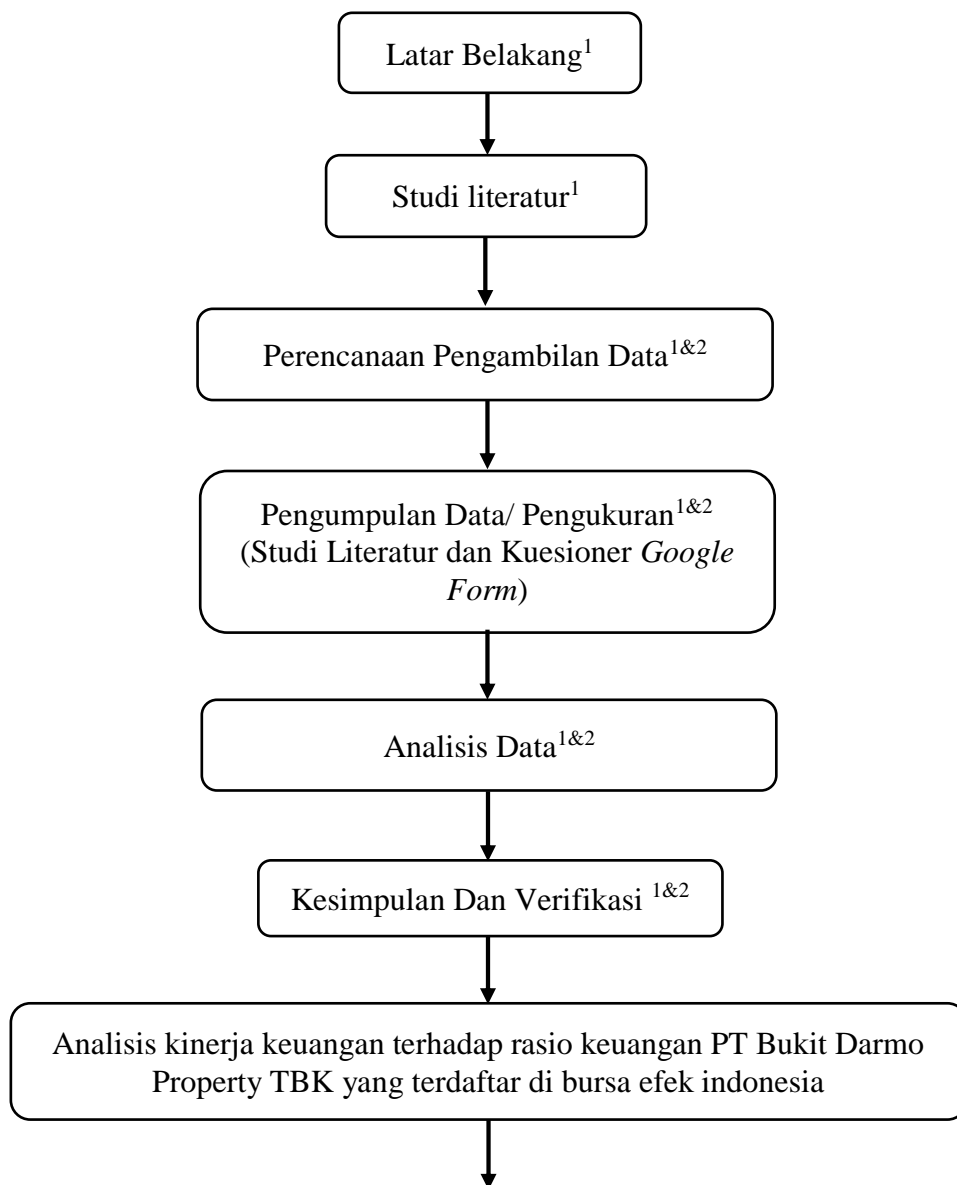 Latar Belakang¹
Studi literatur¹
Perencanaan Pengambilan Data¹&²
Pengumpulan Data/ Pengukuran¹&²
(Studi Literatur dan Kuesioner Google
Form)
Analisis Data¹&²
Kesimpulan Dan Verifikasi ¹&²
Analisis kinerja keuangan terhadap rasio keuangan PT Bukit Darmo
Property TBK yang terdaftar di bursa efek indonesia